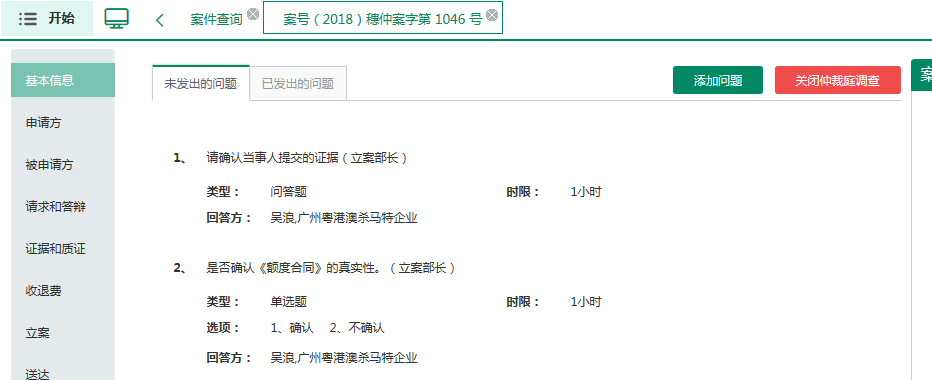 开始
案件查询
案号（2018）穗仲案字第 1046 号
基本信息
申请方
被申请方
请求和答辩
证据和质证
收退费
立案
送达
未发出的问题
已发出的问题
添加问题
关闭仲裁庭调查
案
1、 请确认当事人提交的证据（立案部长）
类型： 问答题 时限： 1小时
回答方： 吴浪,广州粤港澳杀马特企业
2、 是否确认《额度合同》的真实性。（立案部长）
类型： 单选题 时限： 1小时
选项： 1、确认 2、不确认
回答方： 吴浪,广州粤港澳杀马特企业